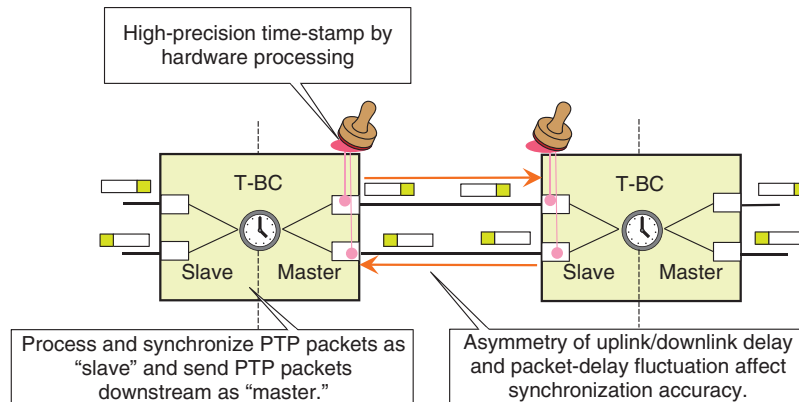 High-precision time-stamp by
hardware processing
T-BC
Slave
Master
T-BC
Slave
Master
Process and synchronize PTP packets as
“slave” and send PTP packets
downstream as “master.”
Asymmetry of uplink/downlink delay
and packet-delay fluctuation affect
synchronization accuracy.